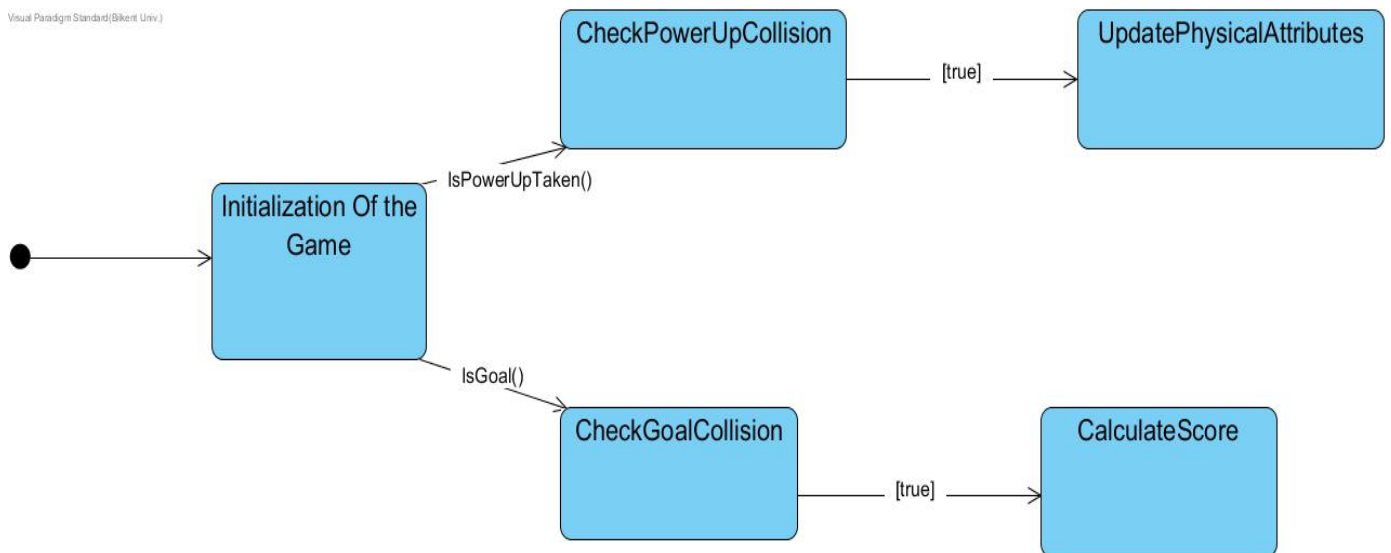 Visual Paradigm Standard(Bilkent Univ.)
CheckPowerUpCollision
UpdatePhysicalAttributes
[true]
IsPowerUpTaken()
Initialization Of the
Game
IsGoal()
CheckGoalCollision
CalculateScore
[true]